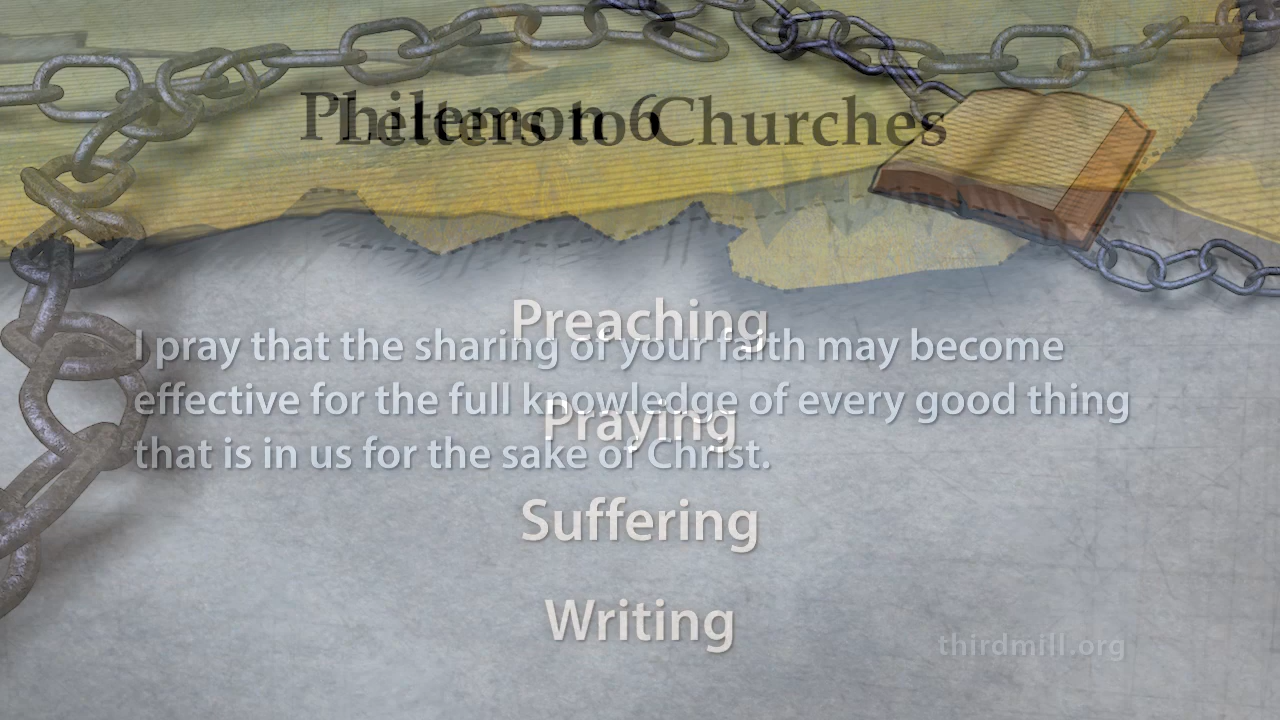 Philemon 6
Letters to Churches
Preaching
I pray that the sharing of your faith may become
effective for the full knowledge of every good thing
Praying
that is in us for the sake of Christ.
Suffering
Writing
thirdmill.org